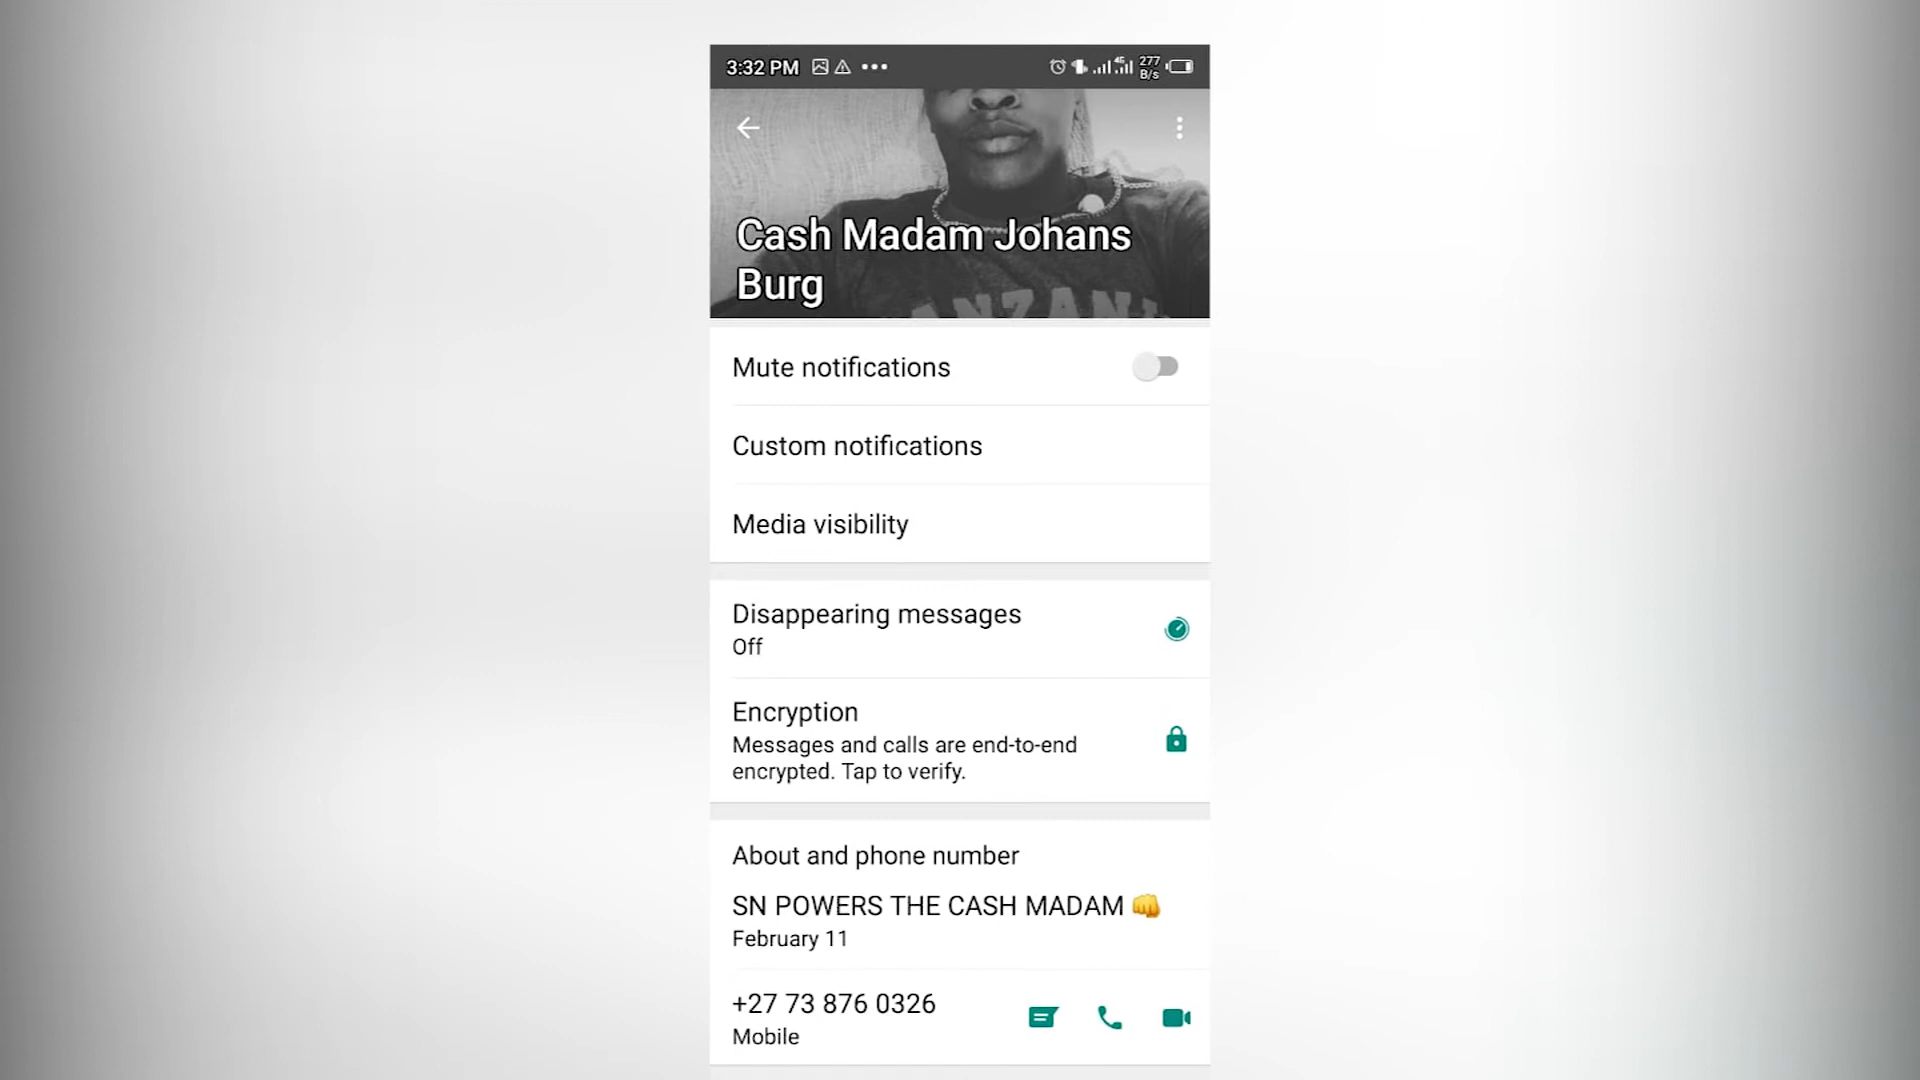 3:32 PM
4G
277
B/s
Cash Madam Johans
Burg
ANZANI
Mute notifications
Custom notifications
Media visibility
Disappearing messages
Off
Encryption
Messages and calls are end-to-end
encrypted. Tap to verify.
About and phone number
SN POWERS THE CASH MADAM 👊
February 11
+27 73 876 0326
Mobile